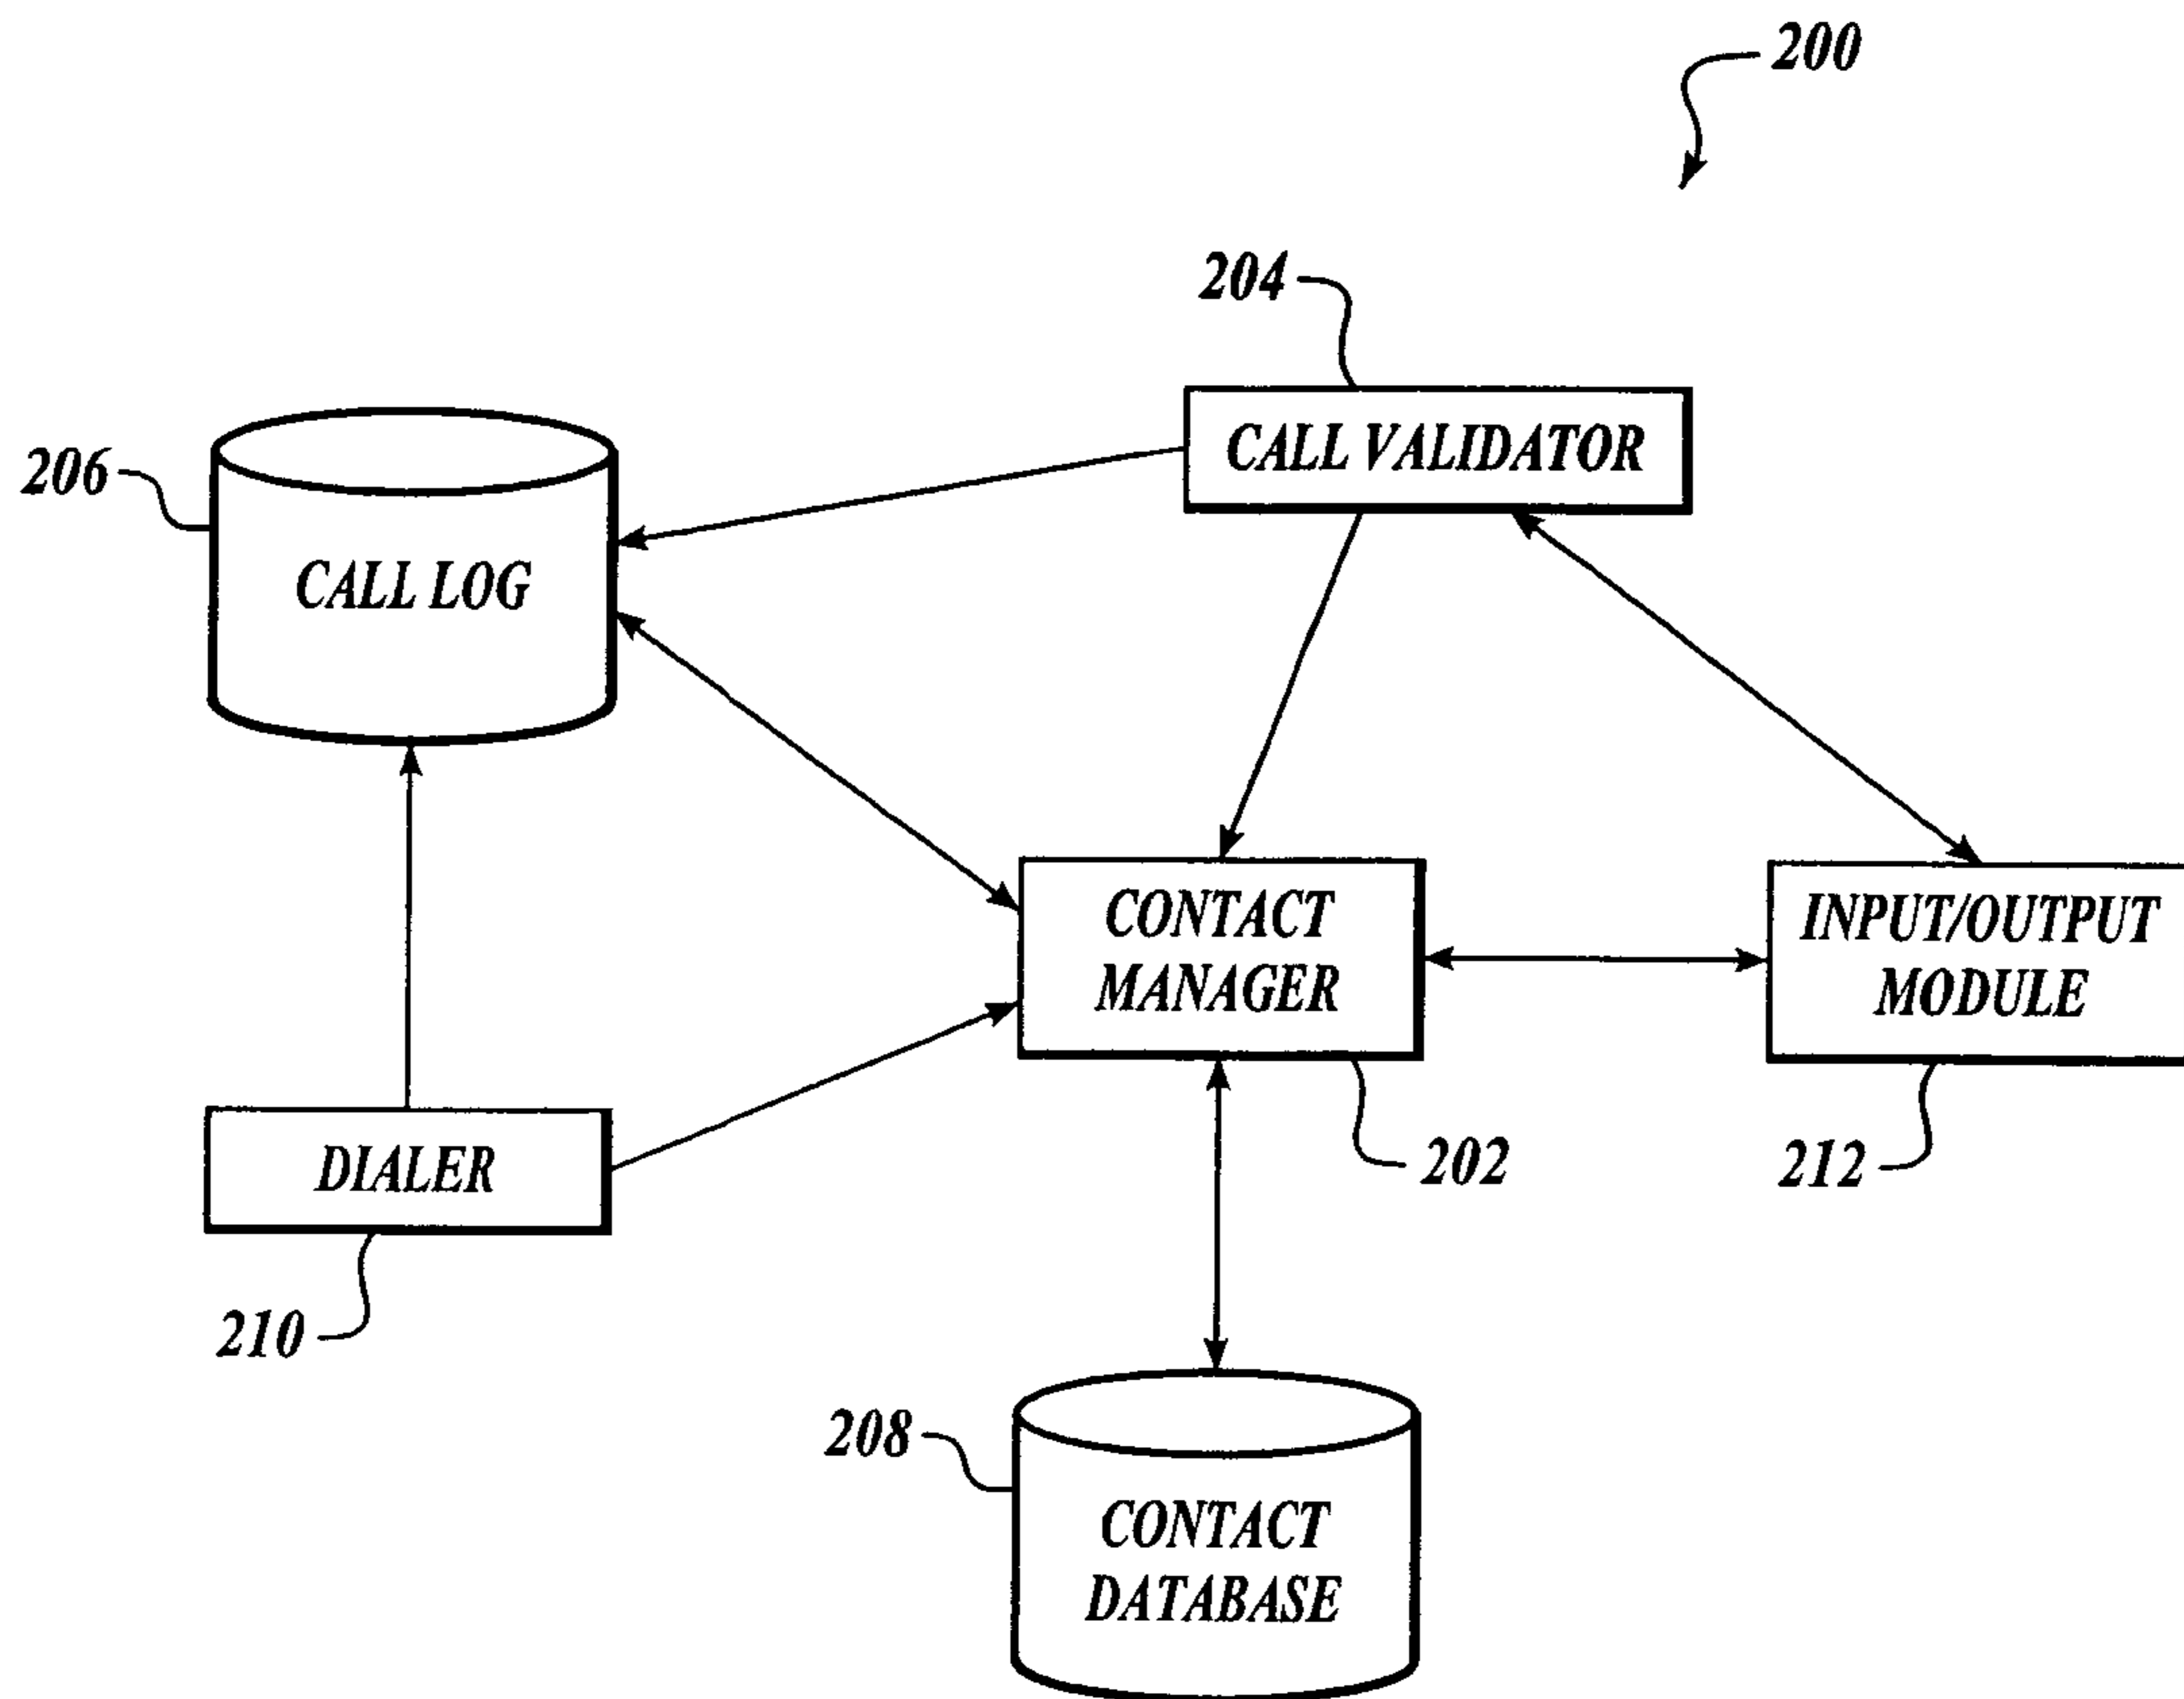 200
204
CALL VALIDATOR
206
CALL LOG
CONTACT
MANAGER
INPUT/OUTPUT
MODULE
DIALER
202
212
210
208
CONTACT
DATABASE